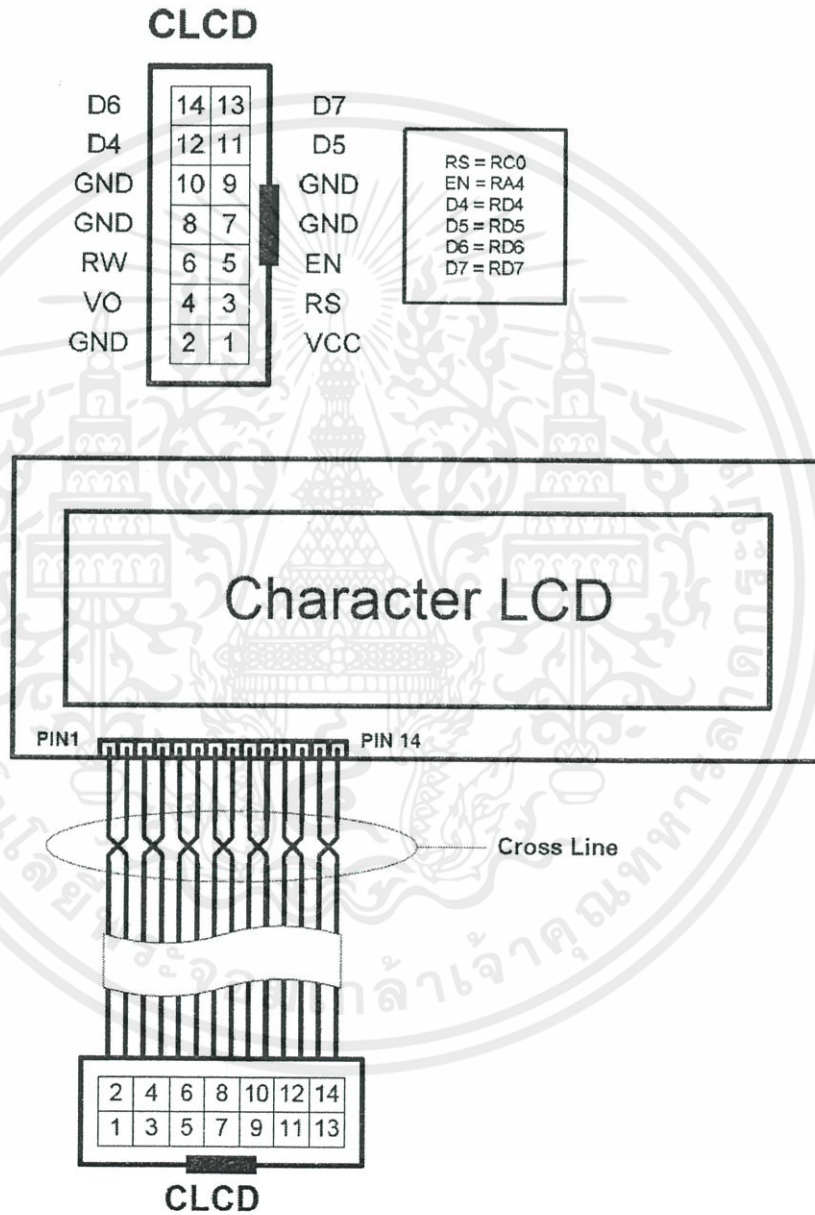 CLCD
D6 14 13 D7
D4 12 11 D5
GND 10 9 GND
GND 8 7 GND
RW 6 5 EN
VO 4 3 RS
GND 2 1 VCC
RS = RC0
EN = RA4
D4 = RD4
D5 = RD5
D6 = RD6
D7 = RD7
Character LCD
PIN1
PIN 14
Cross Line
2 4 6 8 10 12 14
1 3 5 7 9 11 13
CLCD